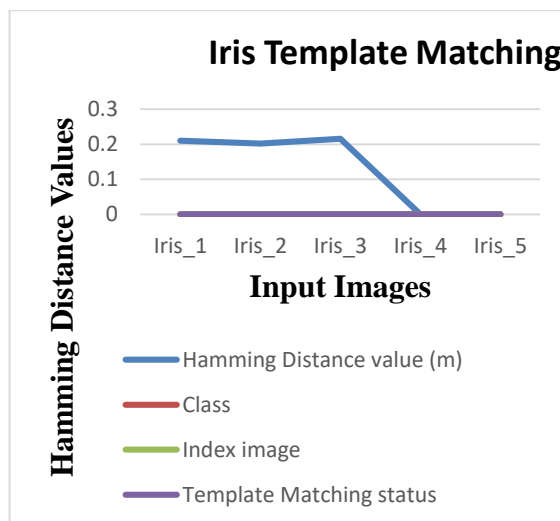 Iris Template Matching
Hamming Distance Values
0.3
0.2
0.1
0
Iris_1 Iris_2 Iris_3 Iris_4 Iris_5
Input Images
Hamming Distance value (m)
Class
Index image
Template Matching status